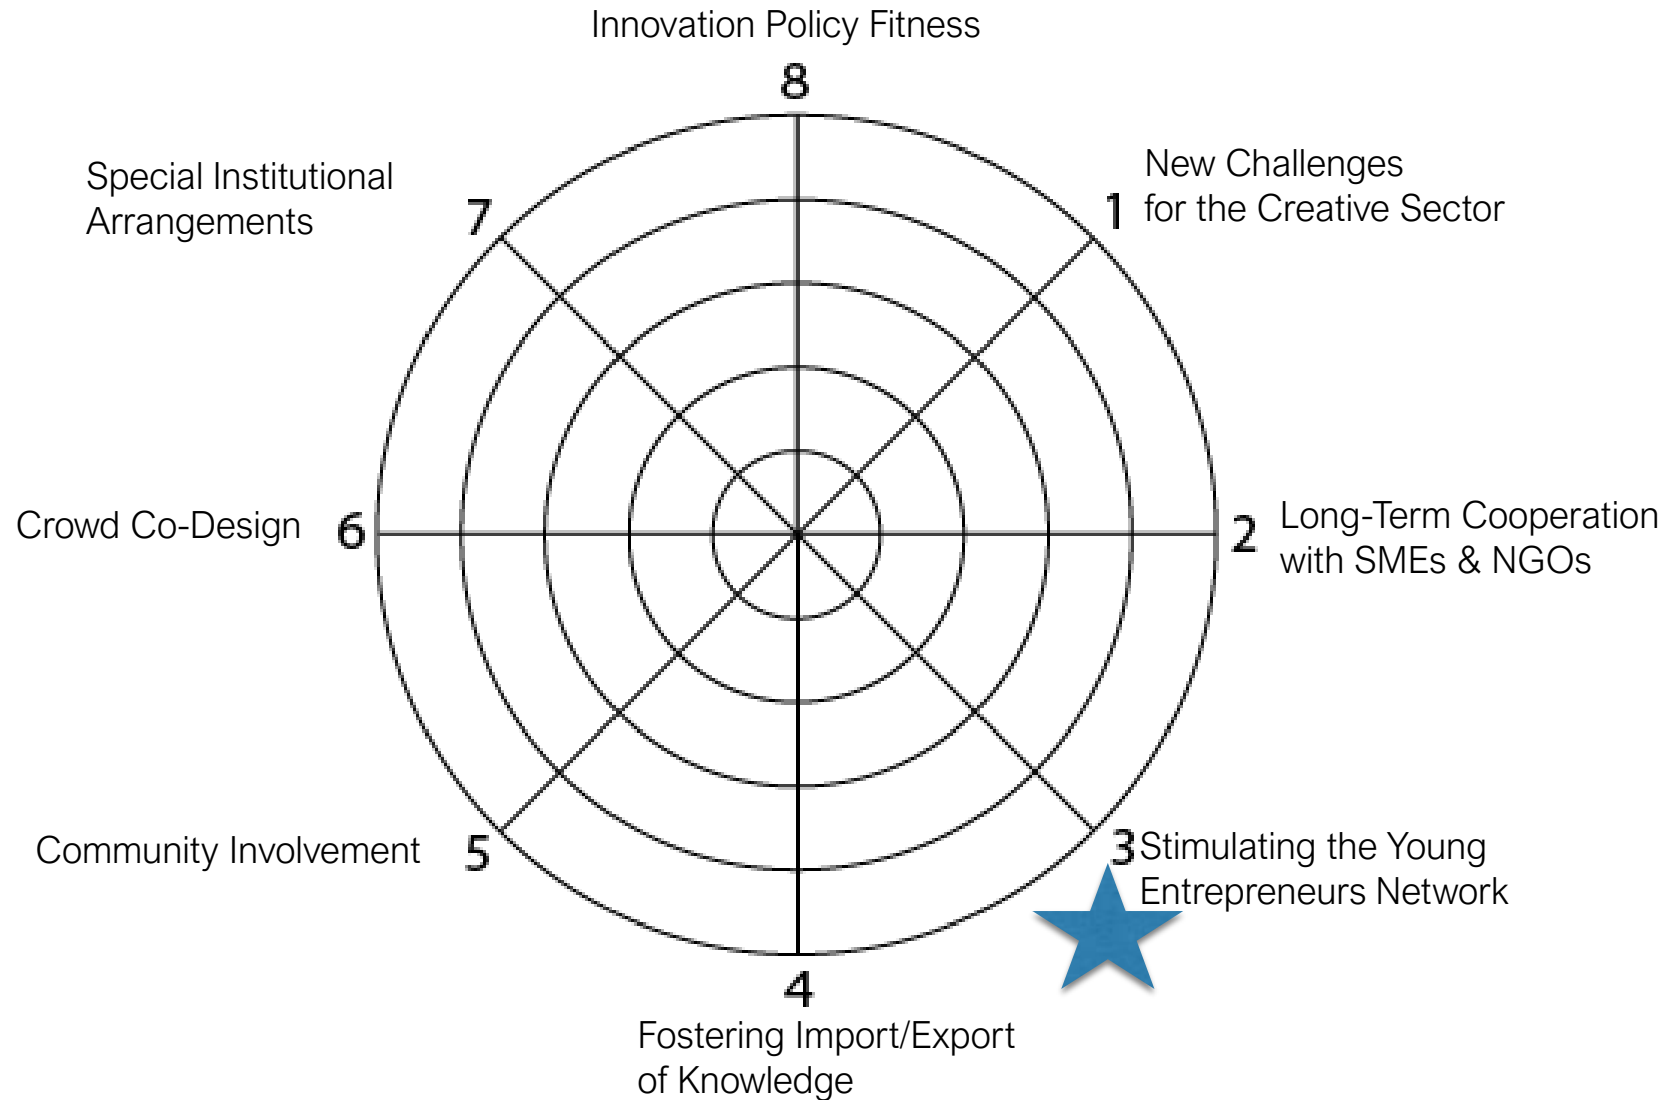 Innovation Policy Fitness
8
Special Institutional
Arrangements
7
1
New Challenges
for the Creative Sector
Crowd Co-Design
6
2
Long-Term Cooperation
with SMEs & NGOs
Community Involvement
5
3
Stimulating the Young
Entrepreneurs Network
4
Fostering Import/Export
of Knowledge